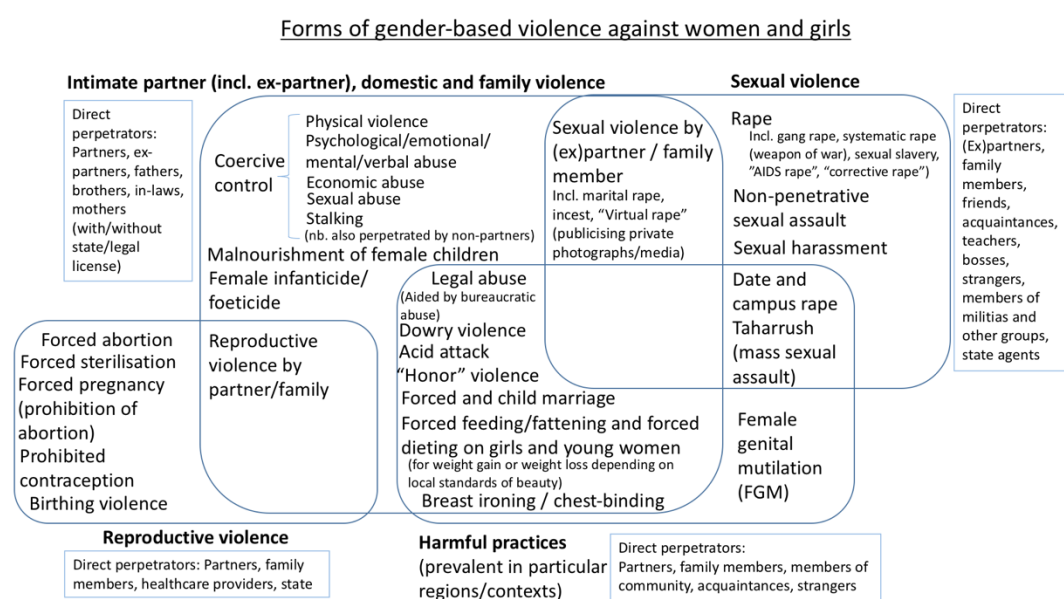 Forms of gender-based violence against women and girls
Intimate partner (incl. ex-partner), domestic and family violence
Sexual violence
Direct
perpetrators:
Partners, ex-
partners, fathers,
brothers, in-laws,
mothers
(with/without
state/legal
license)
Coercive
control
Physical violence
Psychological/emotional/
mental/verbal abuse
Economic abuse
Sexual abuse
Stalking
(nb. also perpetrated by non-partners)
Malnourishment of female children
Female infanticide/
foeticide
Sexual violence by
(ex)partner / family
member
Incl. marital rape,
incest, “Virtual rape”
(publicising private
photographs/media)
Rape
Incl. gang rape, systematic rape
(weapon of war), sexual slavery,
”AIDS rape”, “corrective rape”)
Non-penetrative
sexual assault
Sexual harassment
Direct
perpetrators:
(Ex)partners,
family
members,
friends,
acquaintances,
teachers,
bosses,
strangers,
members of
militias and
other groups,
state agents
Legal abuse
(Aided by bureaucratic
abuse)
Dowry violence
Acid attack
“Honor” violence
Forced and child marriage
Forced feeding/fattening and forced
dieting on girls and young women
(for weight gain or weight loss depending on
local standards of beauty)
Breast ironing / chest-binding
Date and
campus rape
Taharrush
(mass sexual
assault)
Female
genital
mutilation
(FGM)
Forced abortion
Forced sterilisation
Forced pregnancy
(prohibition of
abortion)
Prohibited
contraception
Birthing violence
Reproductive
violence by
partner/family
Reproductive violence
Direct perpetrators: Partners, family
members, healthcare providers, state
Harmful practices
(prevalent in particular
regions/contexts)
Direct perpetrators:
Partners, family members, members of
community, acquaintances, strangers